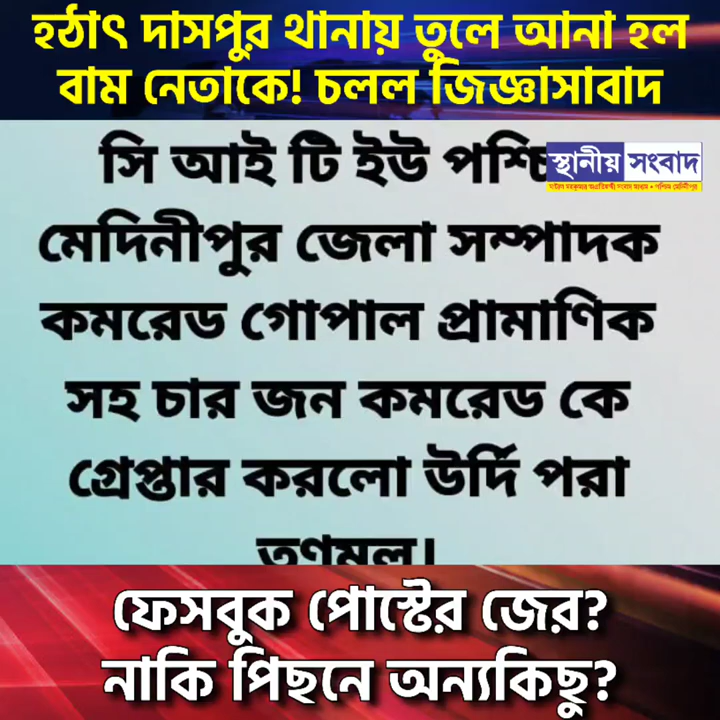 হঠাৎ দাসপুর থানায় তুলে আনা হল
বাম নেতাকে! চলল জিজ্ঞাসাবাদ
সি আই টি ইউ
স্থানীয় সংবাদ
মেদিনীপুর জেলা সম্পাদক
কমরেড গোপাল প্রামাণিক
সহ চার জন কমরেড কে
গ্রেপ্তার করলো উর্দি পরা
তৃণমূল।
ফেসবুক পোস্টের জের?
নাকি পিছনে অন্যকিছু?